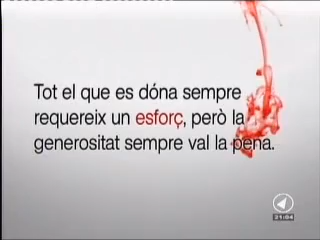 Tot el que es dóna sempre
requereix un esforç, però la
generositat sempre val la pena.
21:04